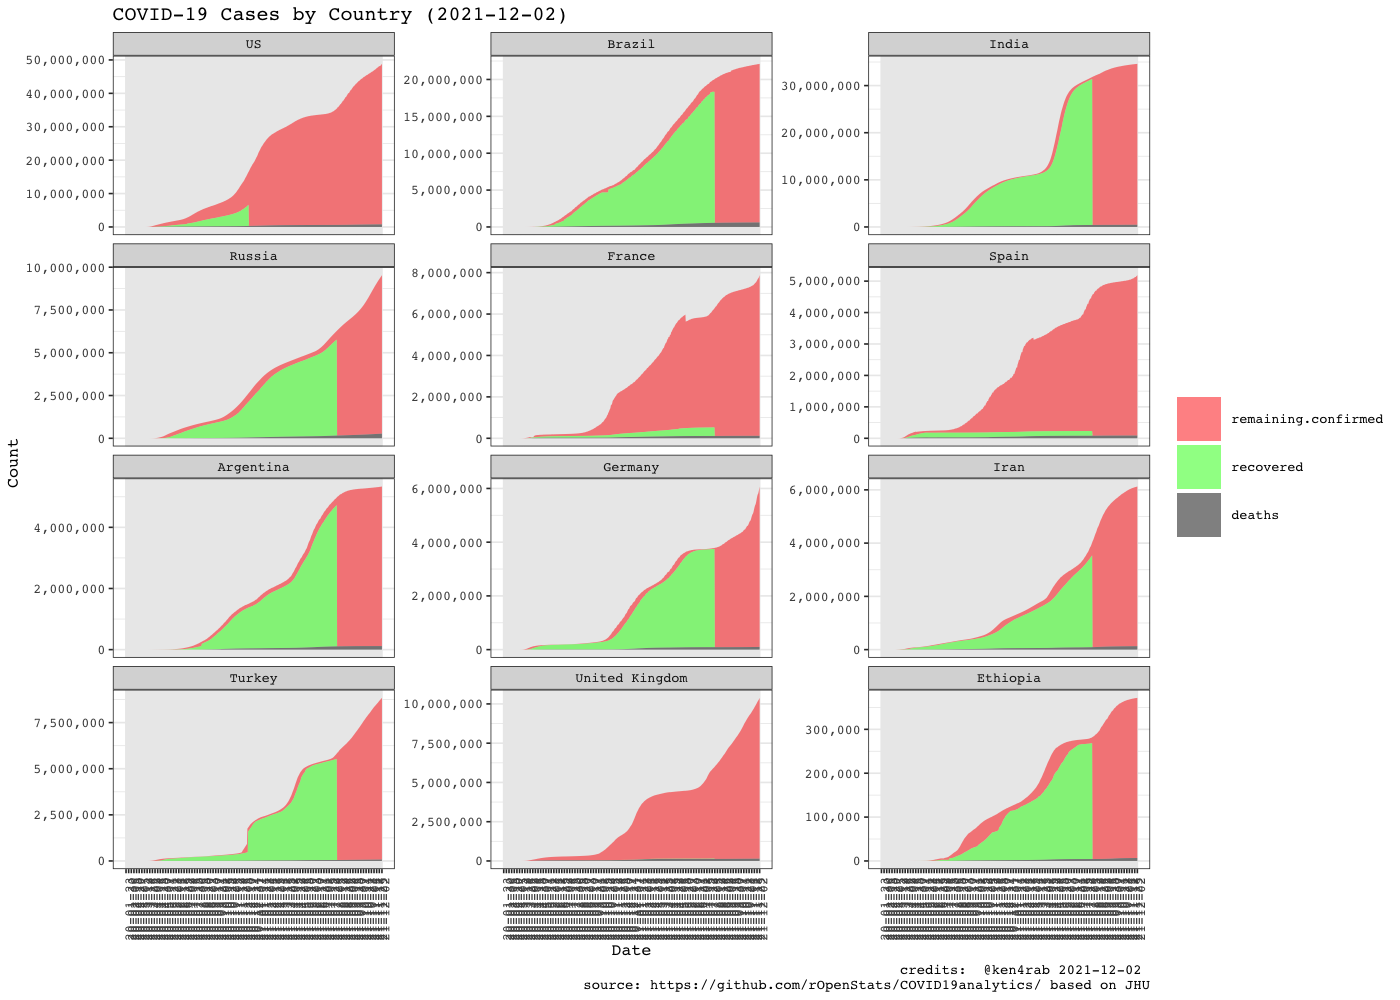 COVID-19 Cases by Country (2021-12-02)
US
Brazil
India
50,000,000
40,000,000
30,000,000
20,000,000
10,000,000
0
20,000,000
15,000,000
10,000,000
5,000,000
0
30,000,000
20,000,000
10,000,000
0
Russia
France
Spain
10,000,000
7,500,000
5,000,000
2,500,000
0
8,000,000
6,000,000
4,000,000
2,000,000
0
5,000,000
4,000,000
3,000,000
2,000,000
1,000,000
0
Argentina
Germany
Iran
4,000,000
2,000,000
0
6,000,000
4,000,000
2,000,000
0
6,000,000
4,000,000
2,000,000
0
Turkey
United Kingdom
Ethiopia
7,500,000
5,000,000
2,500,000
0
10,000,000
7,500,000
5,000,000
2,500,000
0
300,000
200,000
100,000
0
Count
Date
remaining.confirmed
recovered
deaths
credits:  @ken4rab 2021-12-02
source: https://github.com/rOpenStats/COVID19analytics/ based on JHU